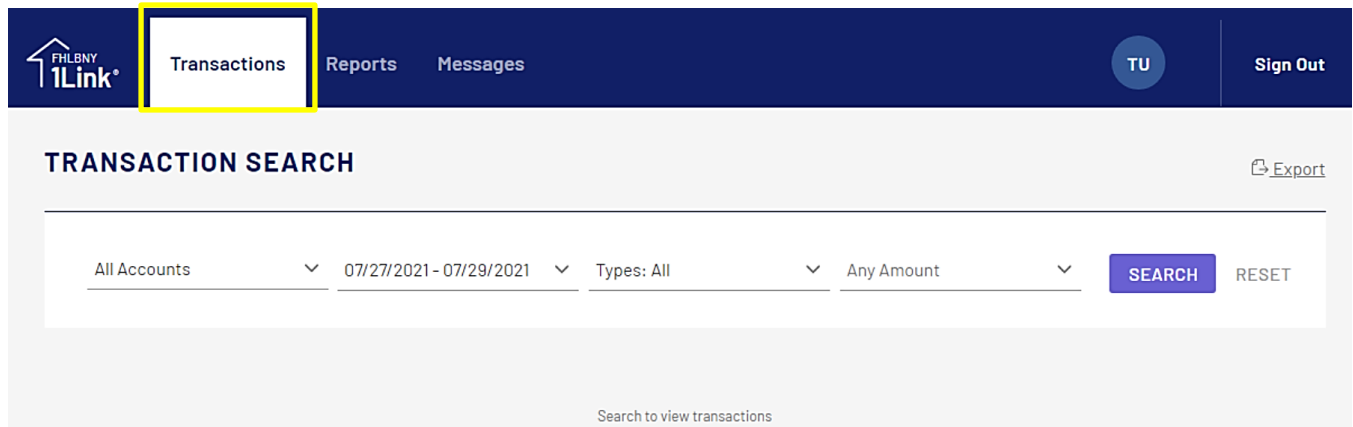 FHLBNY
1Link®
Transactions Reports Messages TU Sign Out
TRANSACTION SEARCH
Export
All Accounts 07/27/2021 - 07/29/2021 Types: All Any Amount SEARCH RESET
Search to view transactions